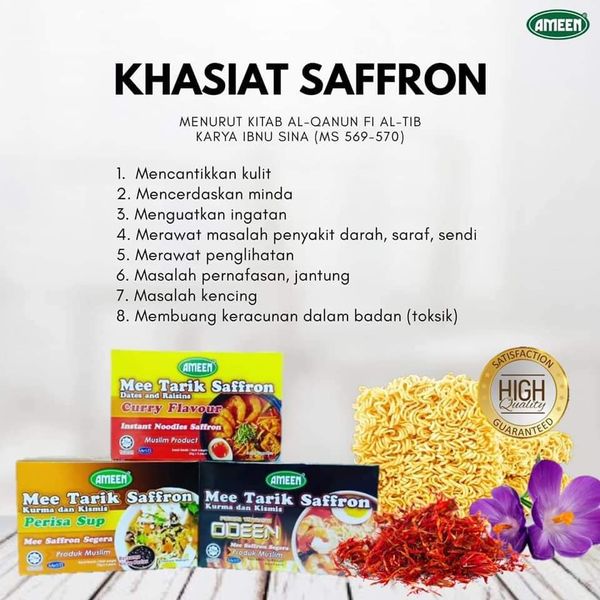 AMEEN
KHASIAT SAFFRON
MENURUT KITAB AL-QANUN FI AL-TIB
KARYA IBNU SINA (MS 569-570)
1. Mencantikkan kulit
2. Mencerdaskan minda
3. Menguatkan ingatan
4. Merawat masalah penyakit darah, saraf, sendi
5. Merawat penglihatan
6. Masalah pernafasan, jantung
7. Masalah kencing
8. Membuang keracunan dalam badan (toksik)
AMEEN
Mee Tarik Saffron
Dates and Raisins
Curry Flavour
Instant Noodles Saffron
Muslim Product
SATISFACTION
HIGH
Quality
GUARANTEED
AMEEN
Mee Tarik Saffron
Kurma dan Kismis
Perisa Sup
Mee Saffron Segera
Produk Muslim
AMEEN
Mee Tarik Saffron
Kurma dan Kismis
ODEEN
Mee Saffron Segera
Produk Muslim